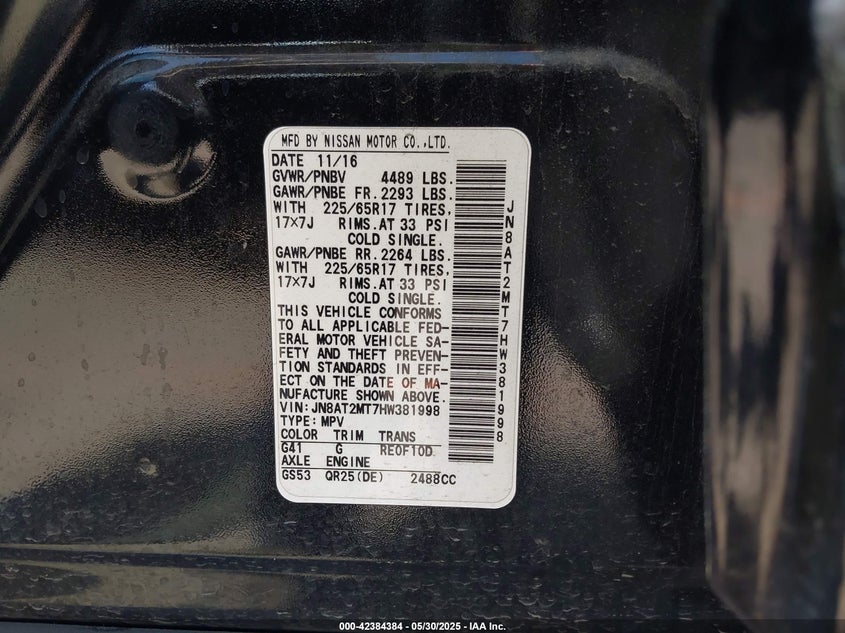 MFD BY NISSAN MOTOR CO.,LTD.
DATE 11/16
GVWR/PNBV 4489 LBS.
GAWR/PNBE FR. 2293 LBS.
WITH 225/65R17 TIRES,
17×7J RIMS.AT 33 PSI
COLD SINGLE.
GAWR/PNBE RR. 2264 LBS.
WITH 225/65R17 TIRES,
17×7J RIMS.AT 33 PSI
COLD SINGLE.
THIS VEHICLE CONFORMS
TO ALL APPLICABLE FED-
ERAL MOTOR VEHICLE SA-
FETY AND THEFT PREVEN-
TION STANDARDS IN EFF-
ECT ON THE DATE OF MA-
NUFACTURE SHOWN ABOVE.
VIN:JN8AT2MT7HW381998
TYPE:MPV
COLOR TRIM TRANS
G41 G RE0F10D
AXLE ENGINE
GS53 QR25(DE) 2488CC
JN8AT2MT7HW381998
000-42384384 - 05/30/2025 - IAA Inc.